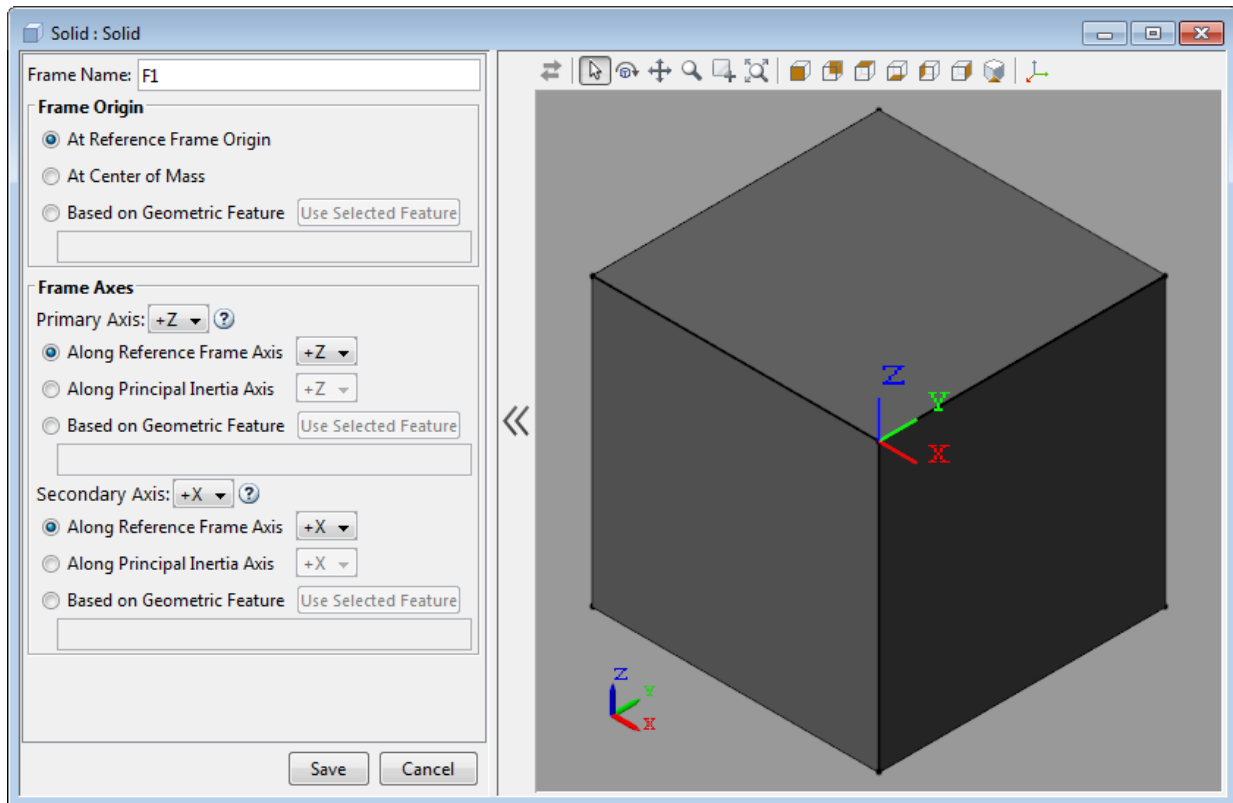 Solid : Solid
Frame Name: F1
Frame Origin
At Reference Frame Origin
At Center of Mass
Based on Geometric Feature Use Selected Feature
Frame Axes
Primary Axis: +Z ?
Along Reference Frame Axis +Z
Along Principal Inertia Axis +Z
Based on Geometric Feature Use Selected Feature
Secondary Axis: +X ?
Along Reference Frame Axis +X
Along Principal Inertia Axis +X
Based on Geometric Feature Use Selected Feature
Save Cancel
Z
Y
X
Z
Y
X